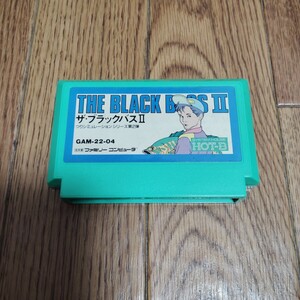 THE BLACK BASS II
ザ・ブラックバスII
GAM-22-04
HOT・B
ファミリー コンピュータ